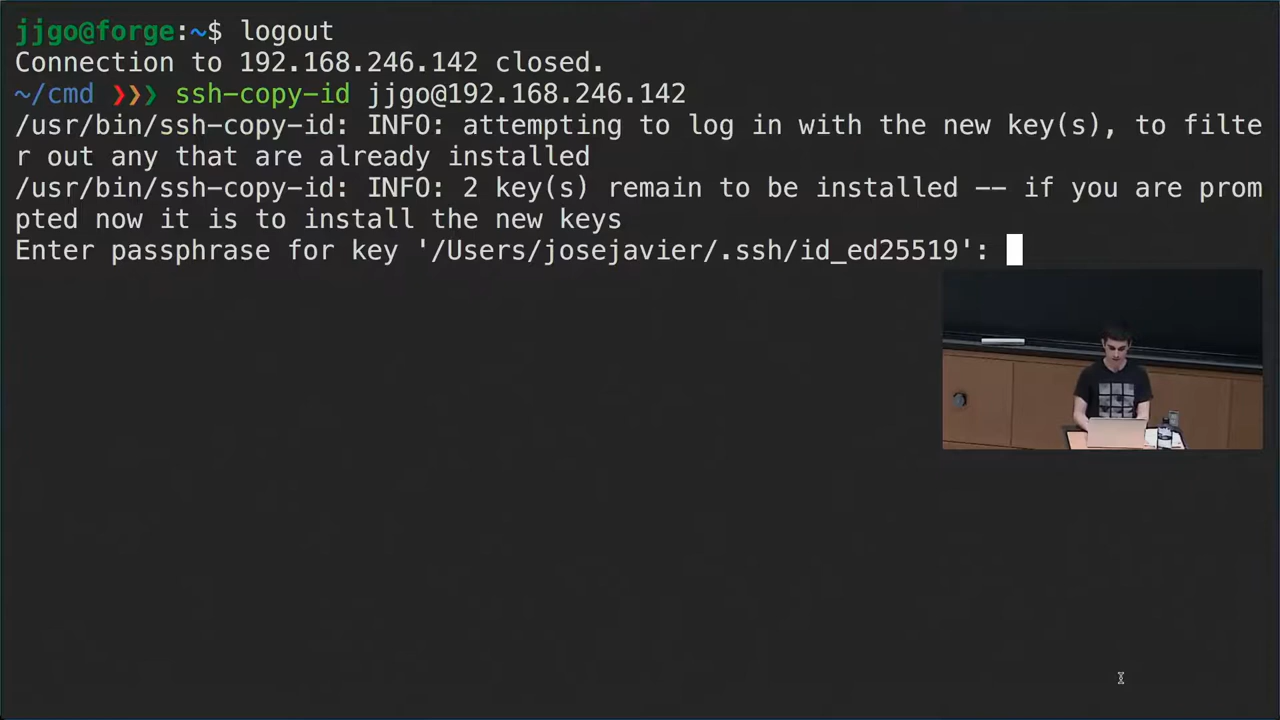 jjgo@forge:~$ logout
Connection to 192.168.246.142 closed.
~/cmd ❯❯❯ ssh-copy-id jjgo@192.168.246.142
/usr/bin/ssh-copy-id: INFO: attempting to log in with the new key(s), to filte
r out any that are already installed
/usr/bin/ssh-copy-id: INFO: 2 key(s) remain to be installed -- if you are prom
pted now it is to install the new keys
Enter passphrase for key '/Users/josejavier/.ssh/id_ed25519':